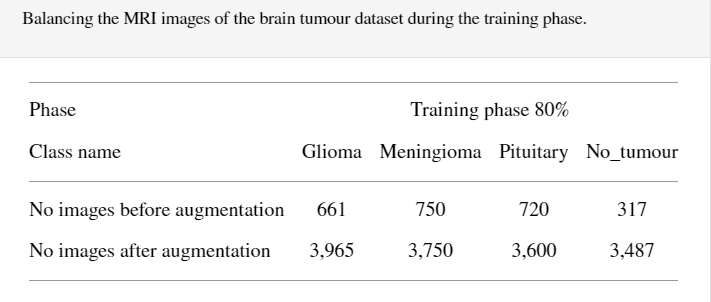 Balancing the MRI images of the brain tumour dataset during the training phase.
Phase Training phase 80%
Class name Glioma Meningioma Pituitary No_tumour
No images before augmentation 661 750 720 317
No images after augmentation 3,965 3,750 3,600 3,487